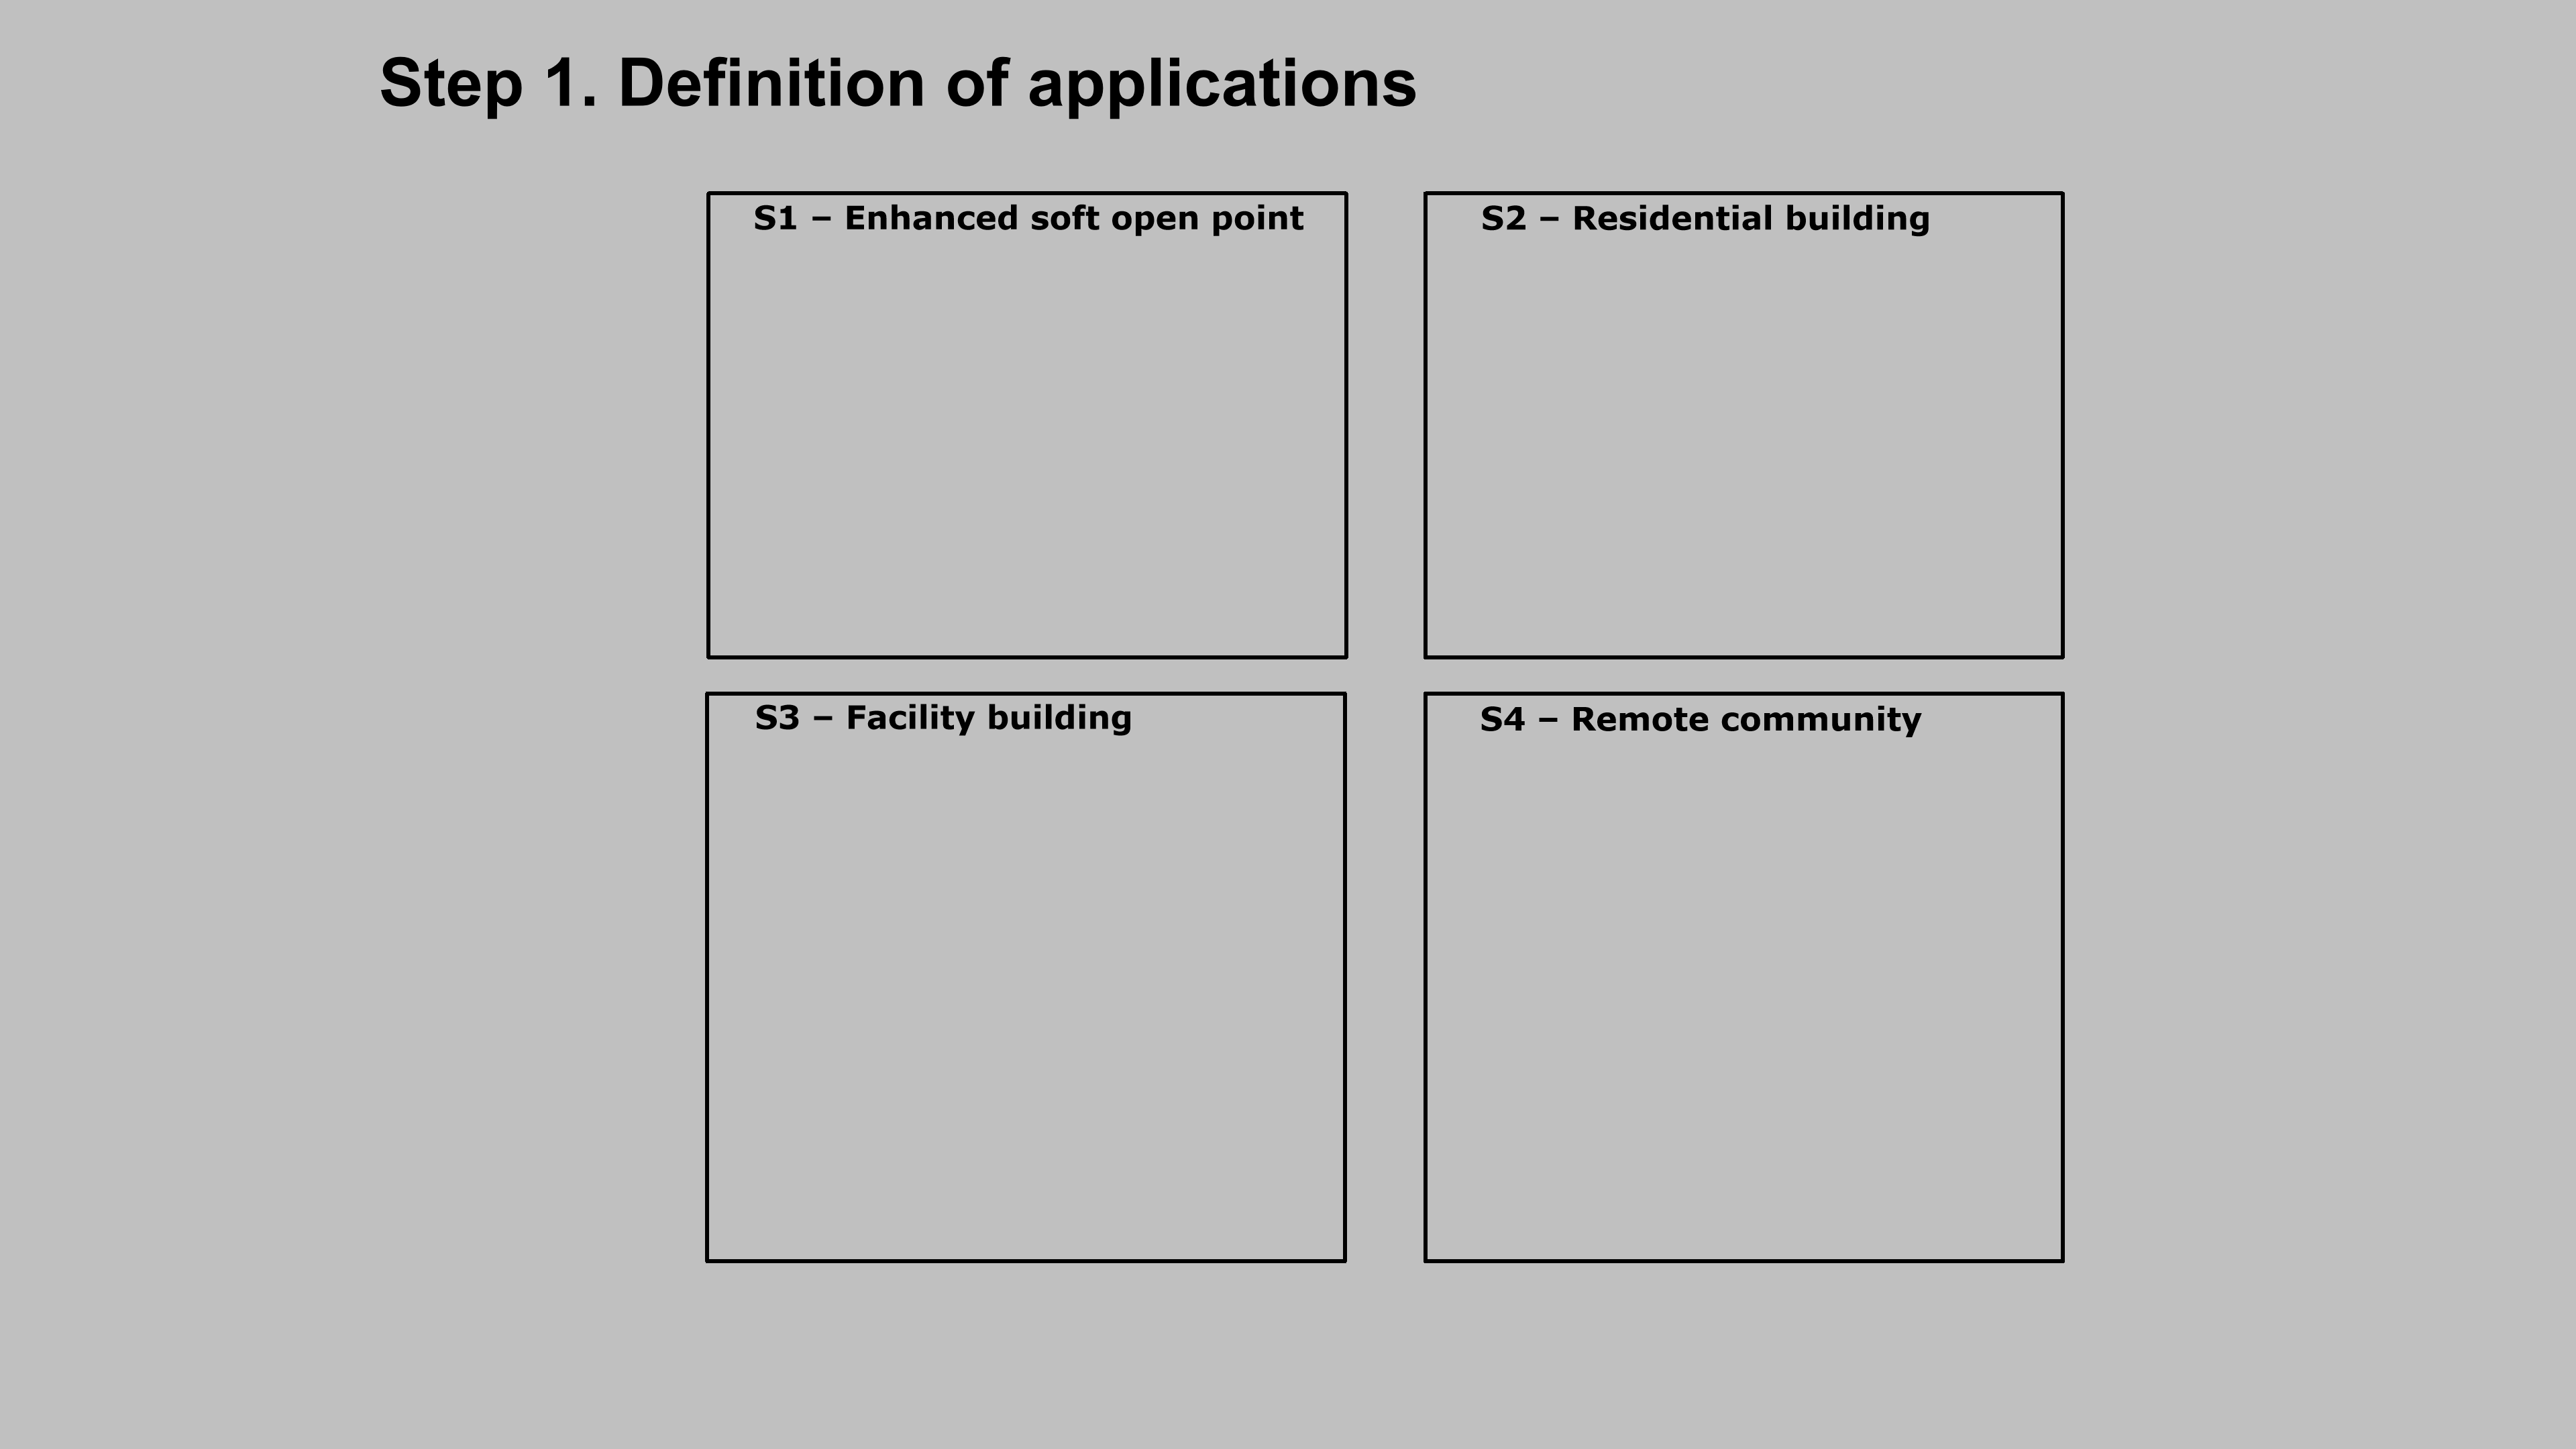 Step 1. Definition of applications
S1 – Enhanced soft open point
S2 – Residential building
S3 – Facility building
S4 – Remote community